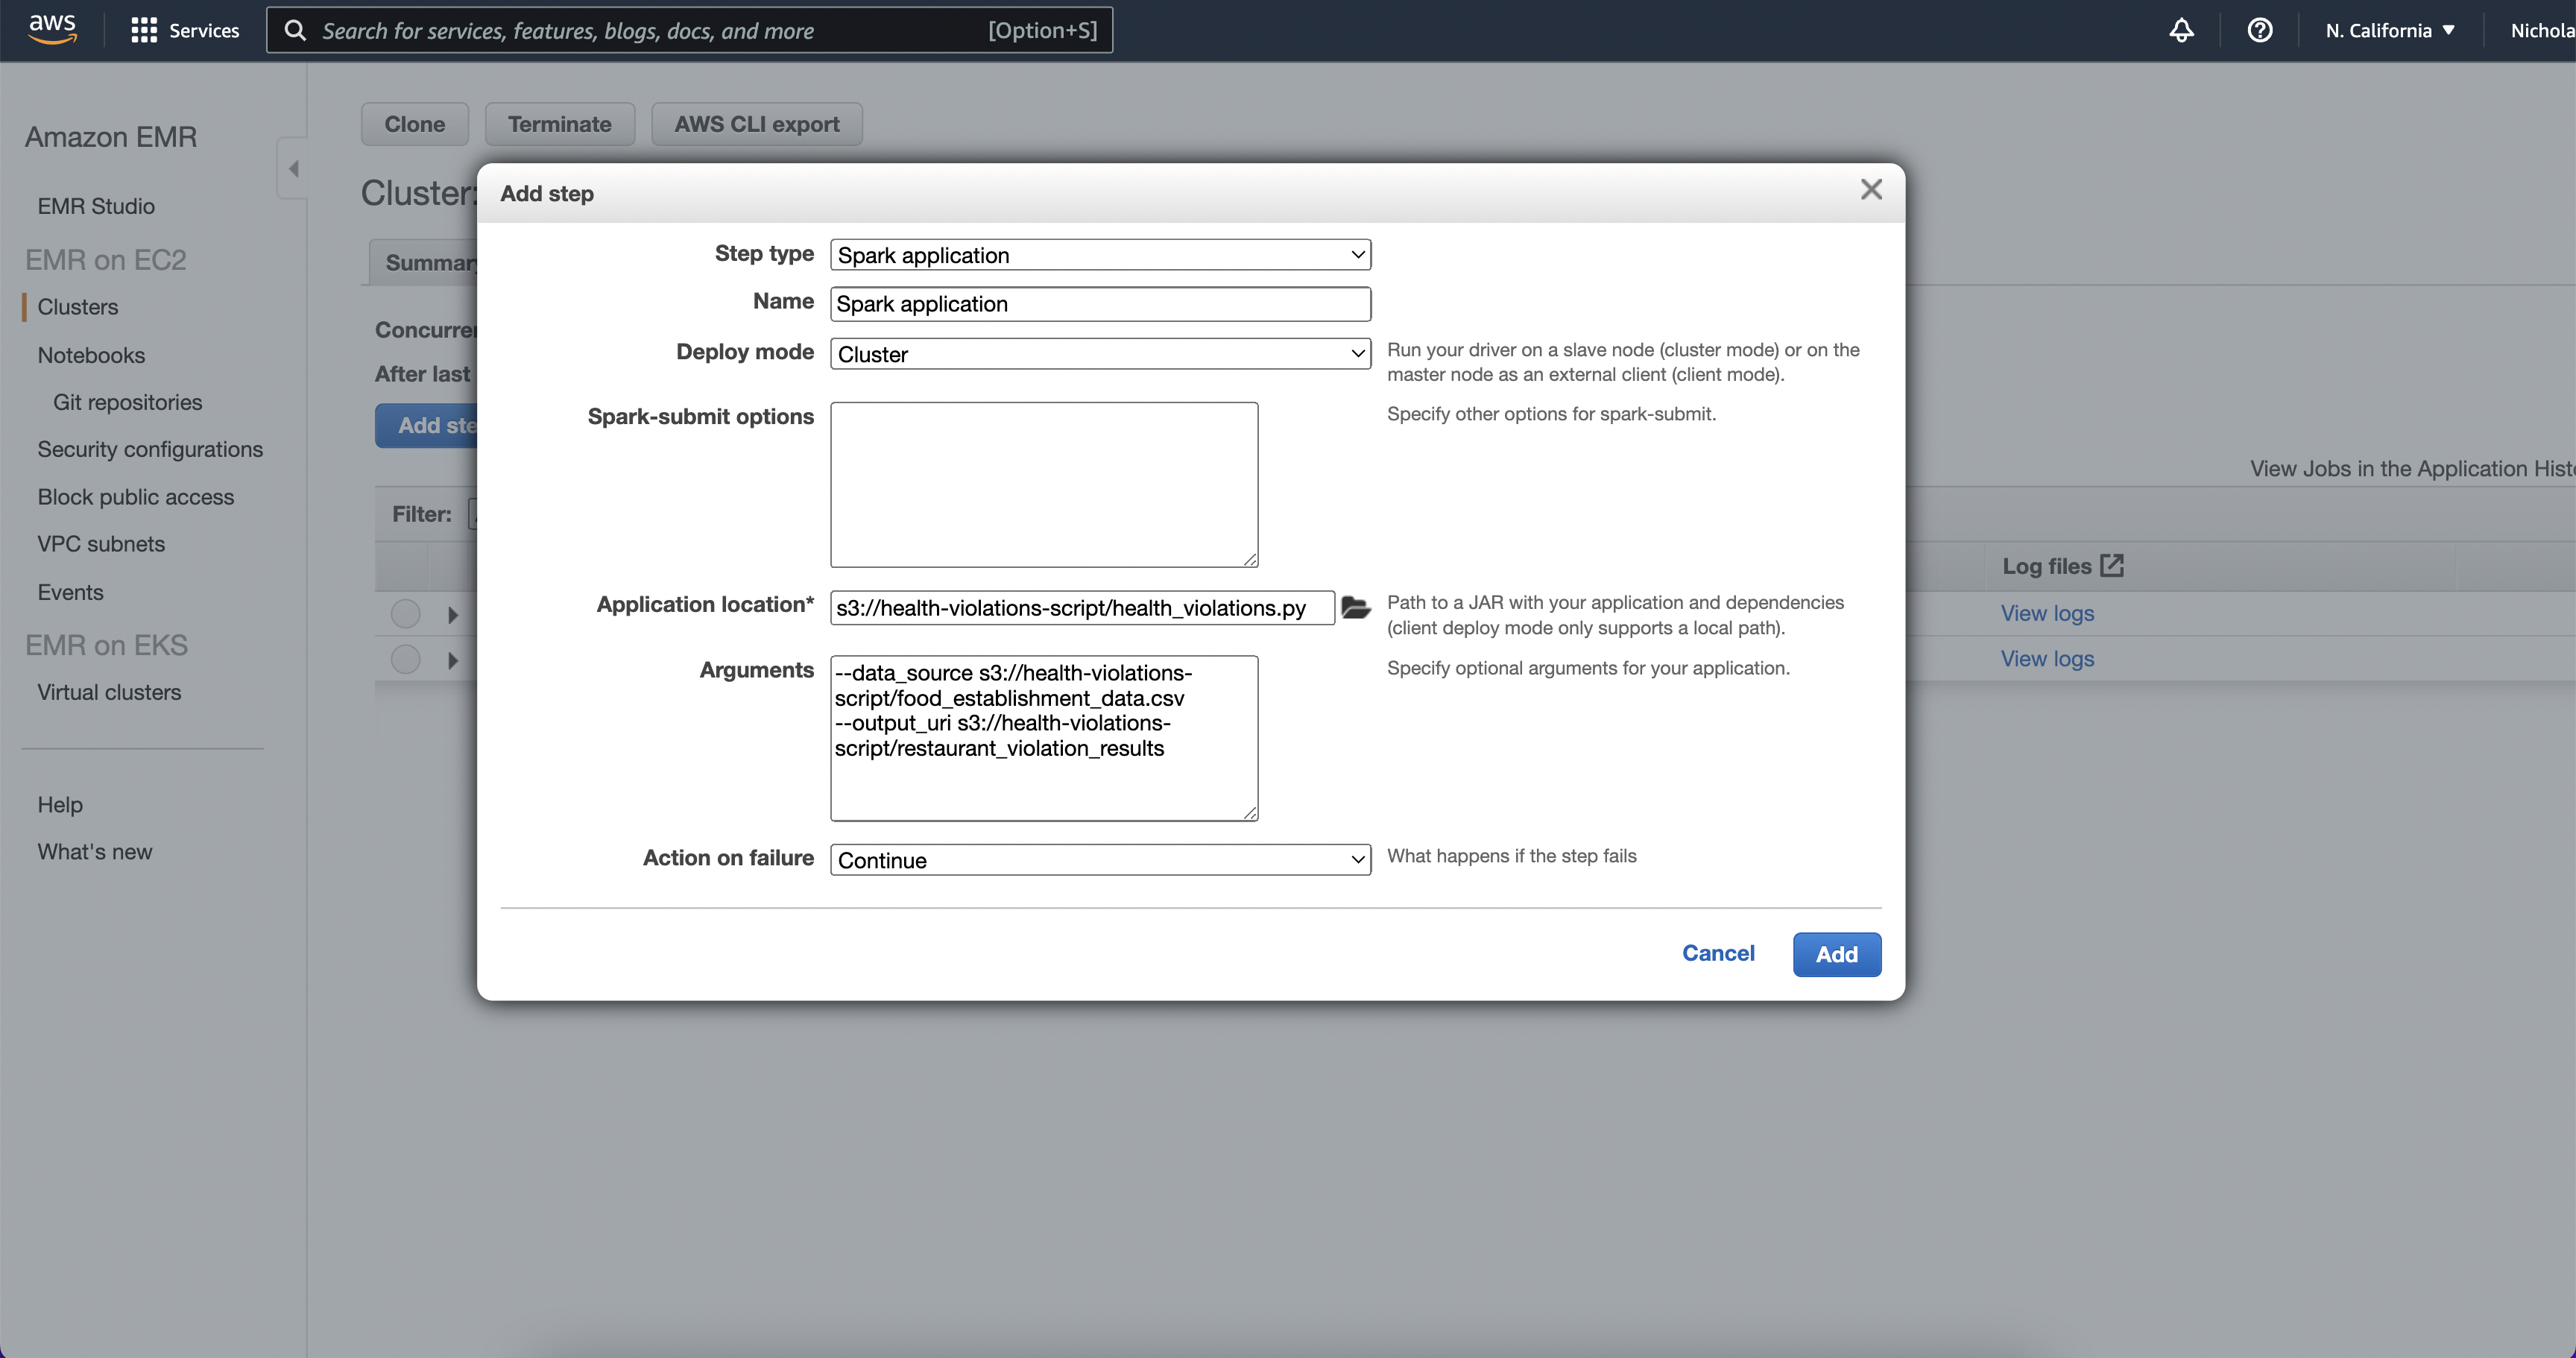 aws
Services
Search for services, features, blogs, docs, and more
[Option+S]
N. California
Amazon EMR
EMR Studio
EMR on EC2
Clusters
Notebooks
Git repositories
Security configurations
Block public access
VPC subnets
Events
EMR on EKS
Virtual clusters
Help
What's new
Clone
Terminate
AWS CLI export
Cluster:
After last
Filter:
View Jobs in the Application
Log files
View logs
View logs
Add step
Step type
Spark application
Name
Spark application
Deploy mode
Cluster
Run your driver on a slave node (cluster mode) or on the
master node as an external client (client mode).
Spark-submit options
Specify other options for spark-submit.
Application location*
s3://health-violations-script/health_violations.py
Path to a JAR with your application and dependencies
(client deploy mode only supports a local path).
Arguments
--data_source s3://health-violations-
script/food_establishment_data.csv
--output_uri s3://health-violations-
script/restaurant_violation_results
Specify optional arguments for your application.
Action on failure
Continue
What happens if the step fails
Cancel
Add